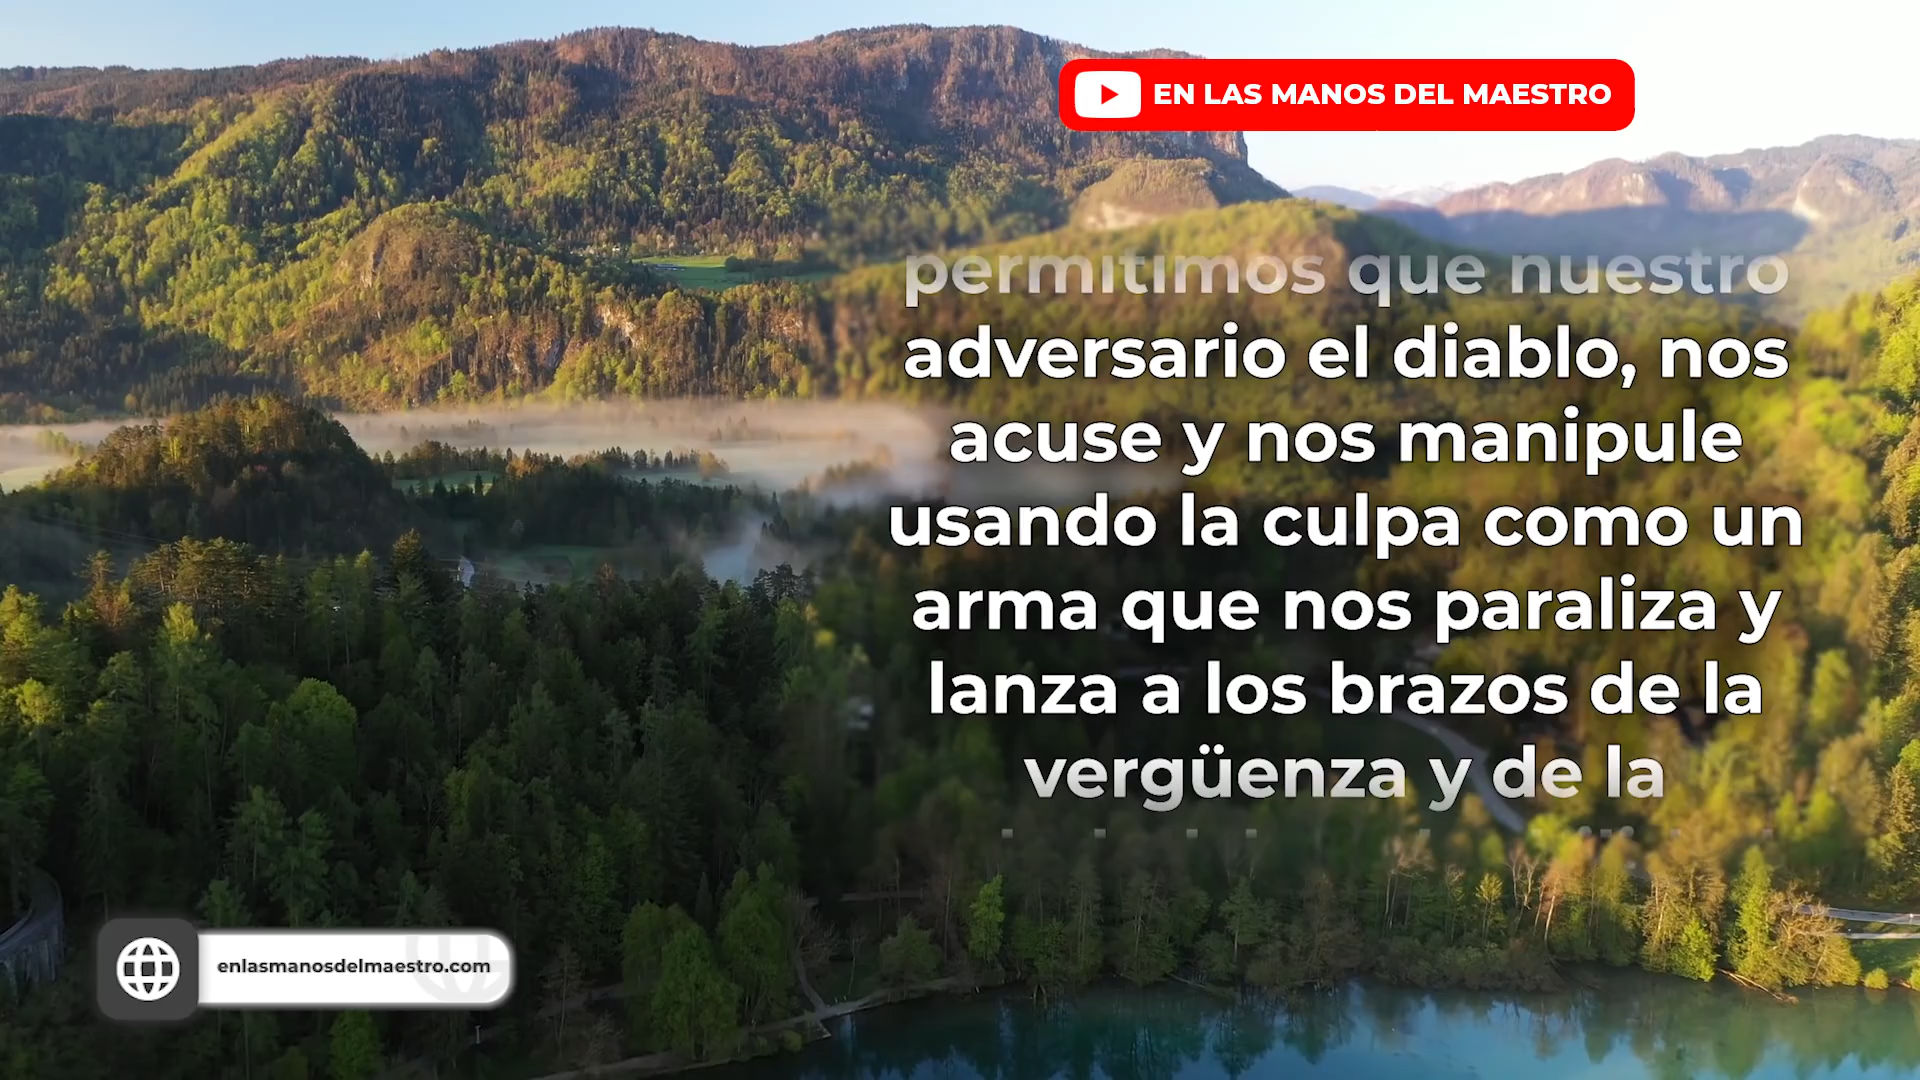 EN LAS MANOS DEL MAESTRO
permitimos que nuestro
adversario el diablo, nos
acuse y nos manipule
usando la culpa como un
arma que nos paraliza y
lanza a los brazos de la
vergüenza y de la
enlasmanosdelmaestro.com